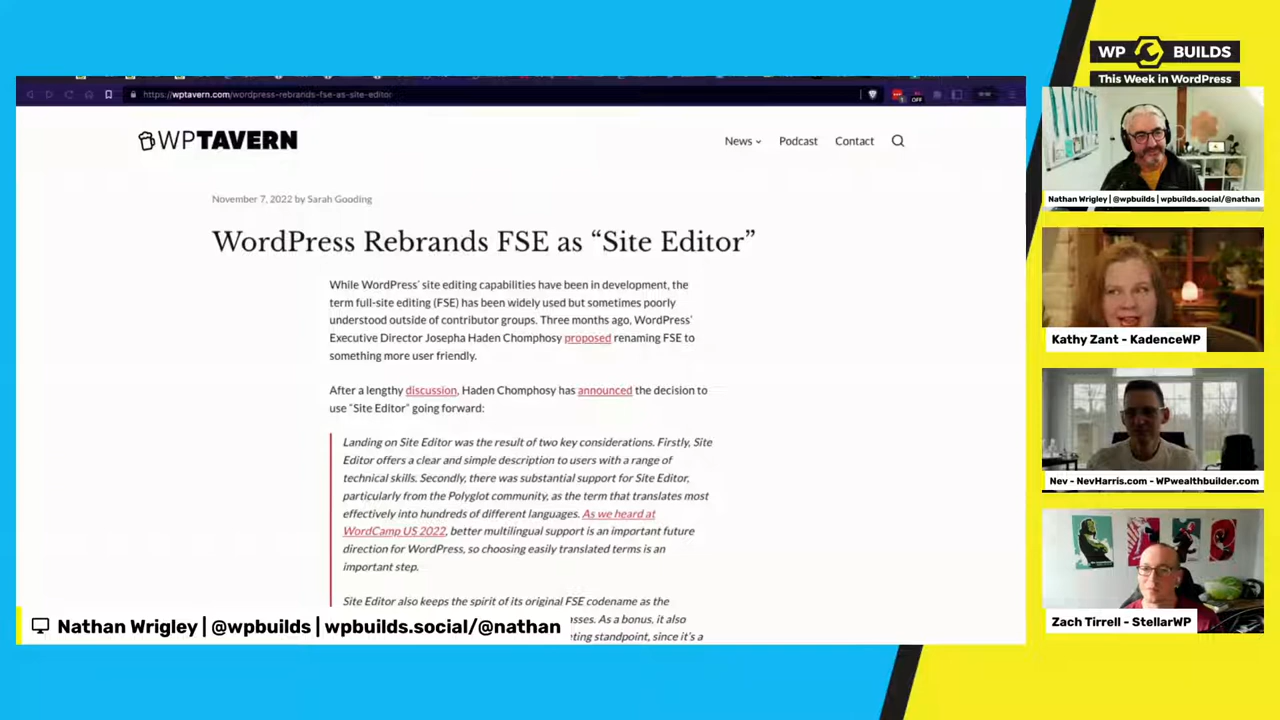 WP BUILDS
This Week in WordPress
https://wptavern.com/wordpress-rebrands-fse-as-site-editor
OFF
WPTAVERN
News
Podcast
Contact
November 7, 2022 by Sarah Gooding
WordPress Rebrands FSE as “Site Editor”
While WordPress’ site editing capabilities have been in development, the
term full-site editing (FSE) has been widely used but sometimes poorly
understood outside of contributor groups. Three months ago, WordPress’
Executive Director Josepha Haden Chomphosy proposed renaming FSE to
something more user friendly.
After a lengthy discussion, Haden Chomphosy has announced the decision to
use “Site Editor” going forward:
Landing on Site Editor was the result of two key considerations. Firstly, Site
Editor offers a clear and simple description to users with a range of
technical skills. Secondly, there was substantial support for Site Editor,
particularly from the Polyglot community, as the term that translates most
effectively into hundreds of different languages. As we heard at
WordCamp US 2022, better multilingual support is an important future
direction for WordPress, so choosing easily translated terms is an
important step.
Site Editor also keeps the spirit of its original FSE codename as the
asses. As a bonus, it also
eting standpoint, since it’s a
Nathan Wrigley | @wpbuilds | wpbuilds.social/@nathan
Nathan Wrigley | @wpbuilds | wpbuilds.social/@nathan
Kathy Zant - KadenceWP
Nev - NevHarris.com - WPwealthbuilder.com
Zach Tirrell - StellarWP